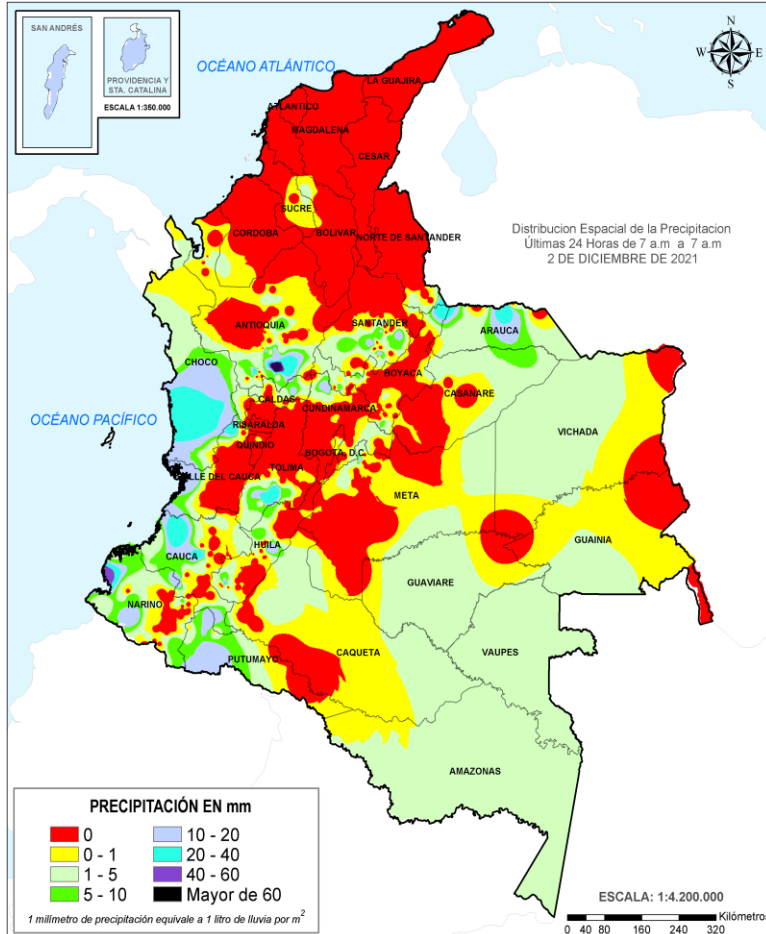 SAN ANDRÉS
PROVIDENCIA Y
STA. CATALINA
ESCALA 1:350.000
N
W
E
S
OCÉANO ATLÁNTICO
LA GUAJIRA
ATLANTICO
MAGDALENA
CESAR
SUCRE
CORDOBA
BOLIVAR
NORTE DE SANTANDER
Distribucion Espacial de la Precipitacion
Últimas 24 Horas de 7 a.m a 7 a.m
2 DE DICIEMBRE DE 2021
ANTIOQUIA
SANTANDER
ARAUCA
CHOCO
BOYACA
CASANARE
CALDAS
CUNDINAMARCA
OCÉANO PACÍFICO
RISARALDA
VICHADA
QUINDIO
BOGOTA, D.C.
TOLIMA
VALLE DEL CAUCA
META
HUILA
GUAINIA
CAUCA
GUAVIARE
NARINO
CAQUETA
VAUPES
PUTUMAYO
AMAZONAS
PRECIPITACIÓN EN mm
0
0 - 1
1 - 5
5 - 10
10 - 20
20 - 40
40 - 60
Mayor de 60
1 milímetro de precipitación equivale a 1 litro de lluvia por m²
ESCALA: 1:4.200.000
Kilómetros
0 40 80 160 240 320